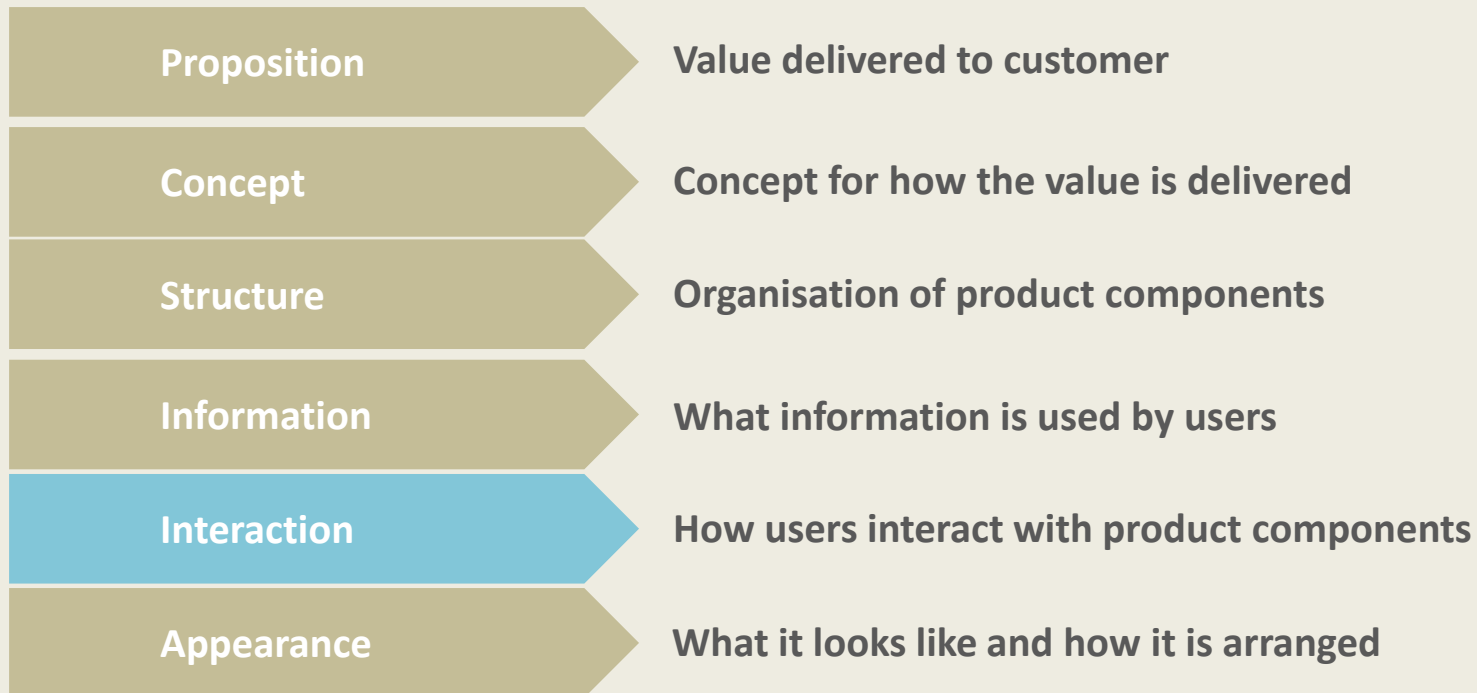 Proposition
Value delivered to customer
Concept
Concept for how the value is delivered
Structure
Organisation of product components
Information
What information is used by users
Interaction
How users interact with product components
Appearance
What it looks like and how it is arranged